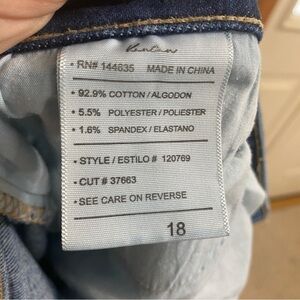 KanCan
• RN# 144635 MADE IN CHINA
• 92.9% COTTON / ALGODON
• 5.5% POLYESTER / POLIESTER
• 1.6% SPANDEX / ELASTANO
• STYLE / ESTILO # 120769
• CUT # 37663
• SEE CARE ON REVERSE
18